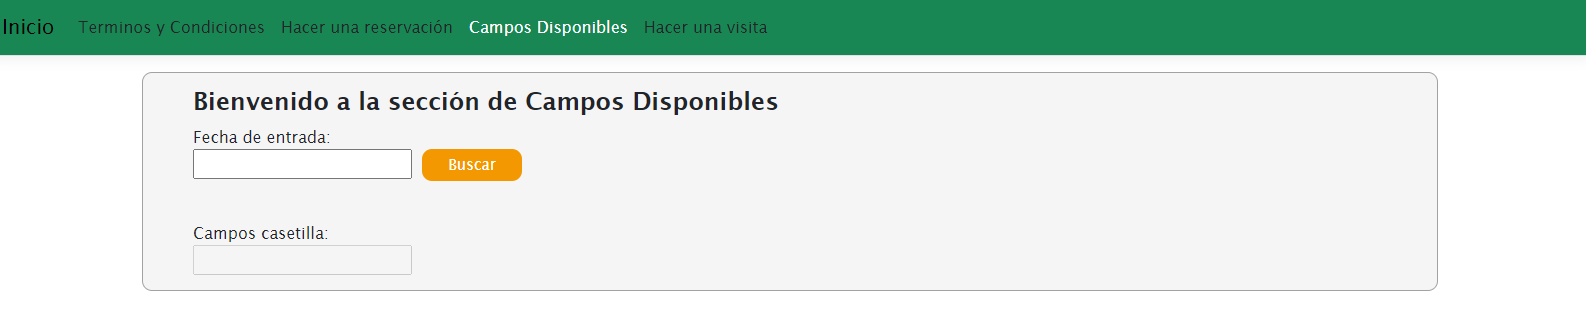 Inicio Terminos y Condiciones Hacer una reservación Campos Disponibles Hacer una visita
Bienvenido a la sección de Campos Disponibles
Fecha de entrada:
Buscar
Campos casetilla: